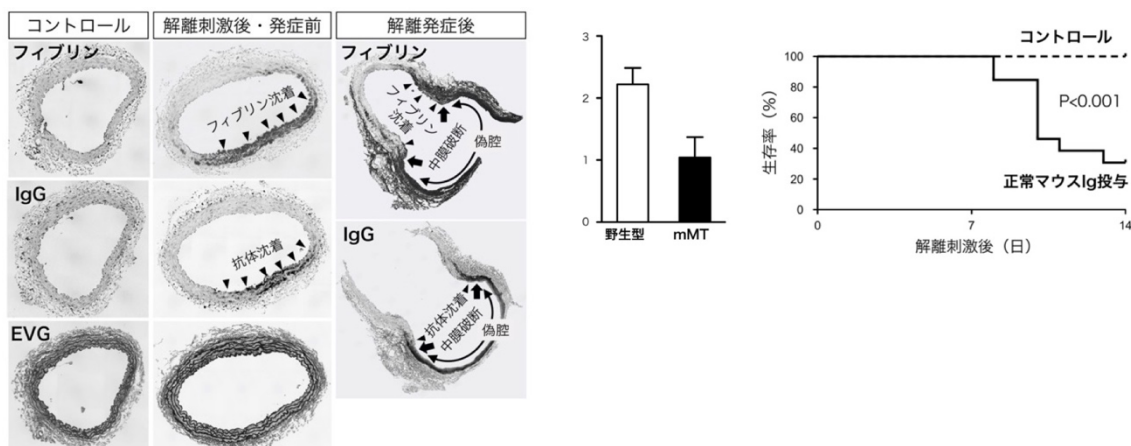 コントロール
解離刺激後・発症前
解離発症後
フィブリン
フィブリン沈着
フィブリン
フィブリン
沈着
中膜破断
偽腔
IgG
抗体沈着
IgG
抗体沈着
中膜破断
偽腔
EVG
3
2
1
0
野生型
mMT
生存率（%）
100
80
60
40
20
0
コントロール
P<0.001
正常マウスIg投与
0
7
14
解離刺激後（日）